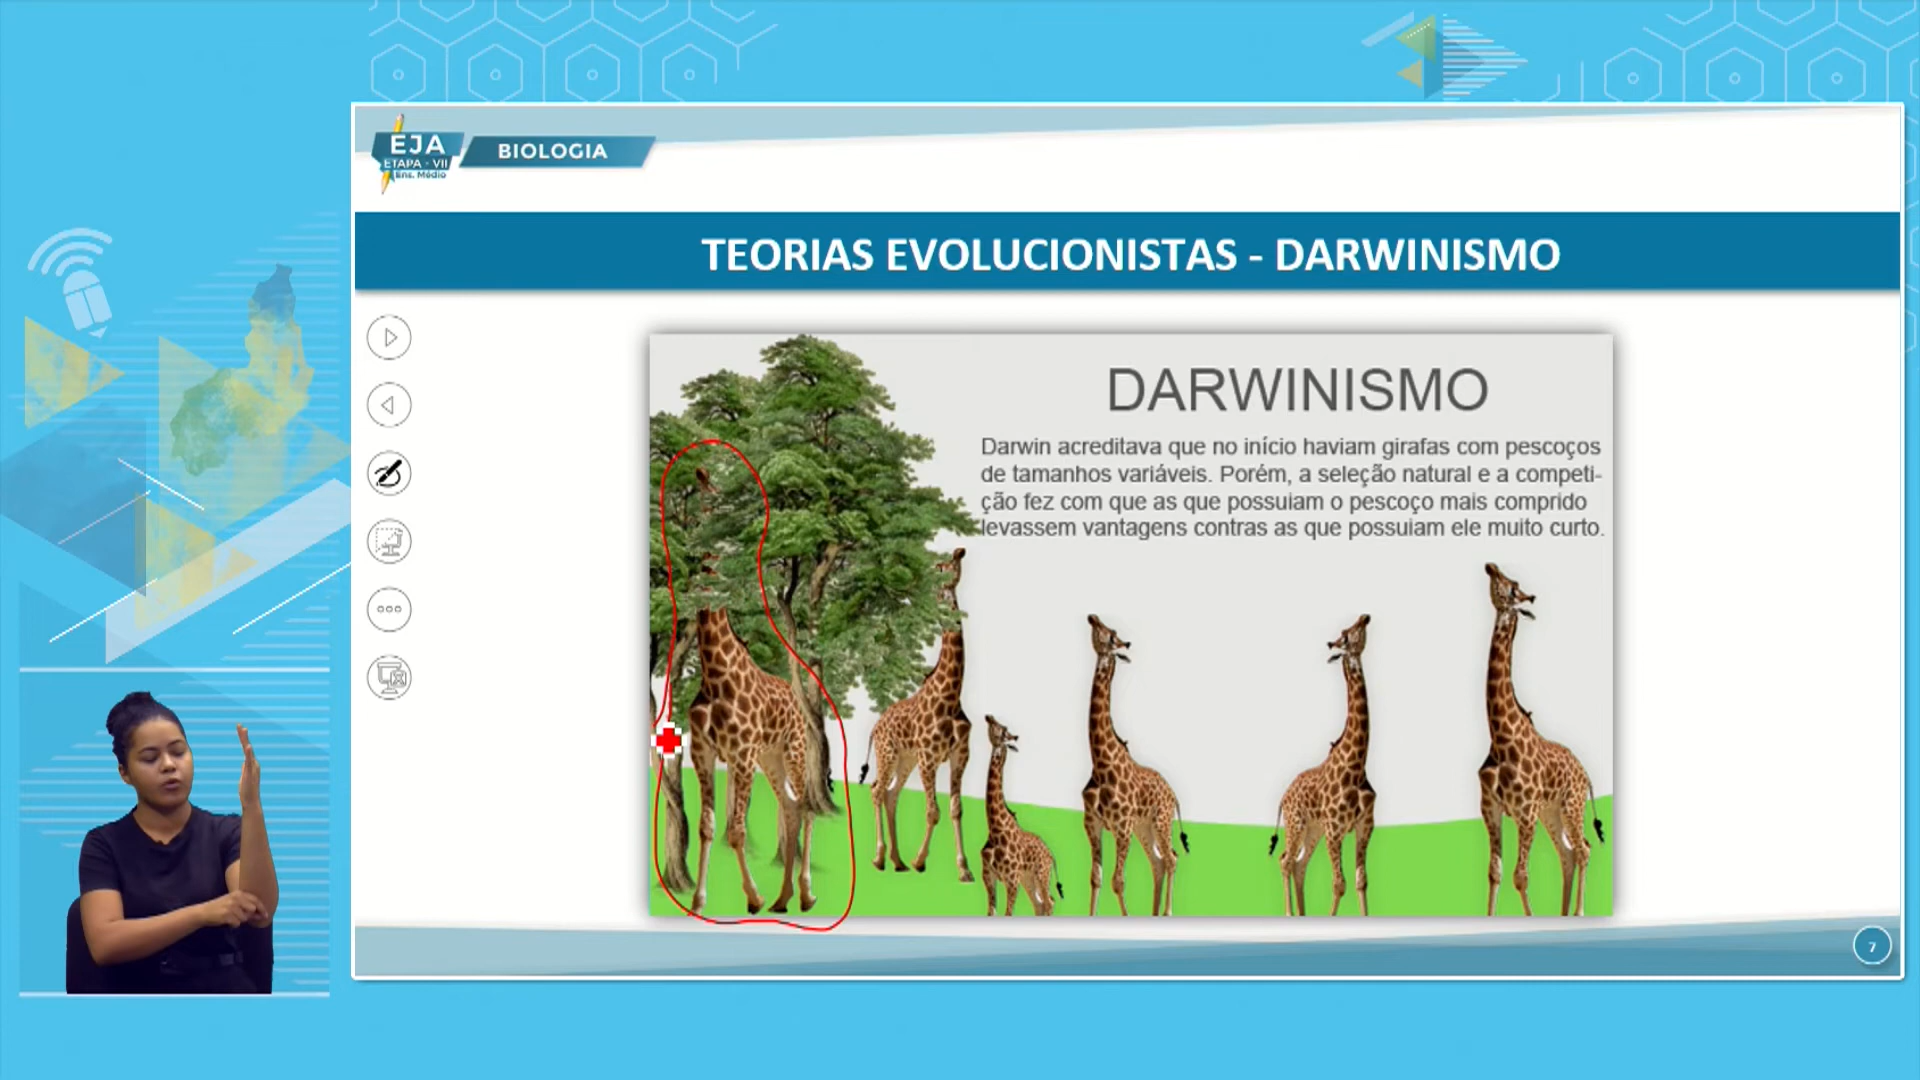 EJA
ETAPA - VII
Ens. Médio
BIOLOGIA
TEORIAS EVOLUCIONISTAS - DARWINISMO
DARWINISMO
Darwin acreditava que no início haviam girafas com pescoços
de tamanhos variáveis. Porém, a seleção natural e a competi-
ção fez com que as que possuiam o pescoço mais comprido
levassem vantagens contras as que possuiam ele muito curto.
7